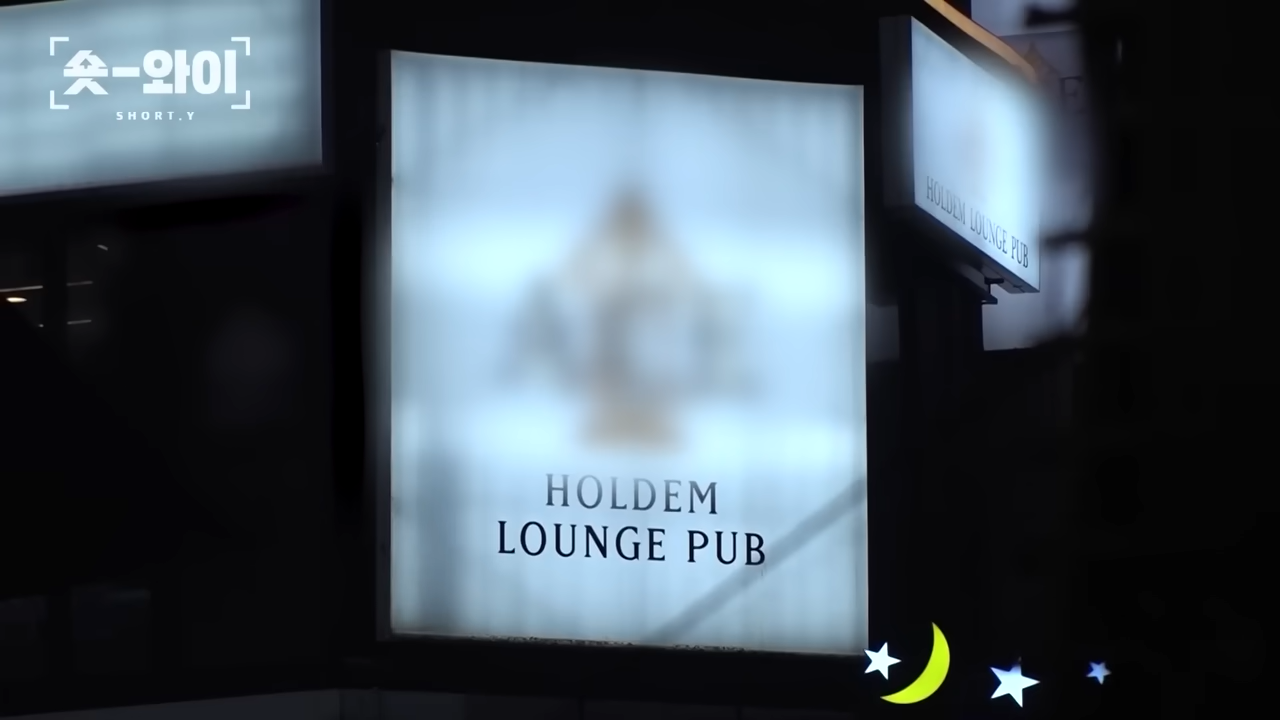 숏-와이
SHORT.Y
HOLDEM
LOUNGE PUB
HOLDEM LOUNGE PUB